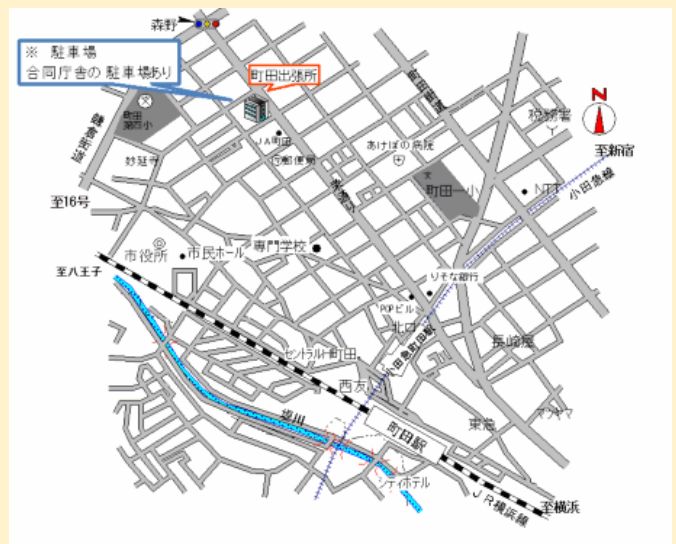 森野
※ 駐車場
合同庁舎の駐車場あり
町田出張所
N
税務署
町田
第四小
JA町田
あけぼの病院
至新宿
鎌倉街道
妙延寺
郵便局
町田一小
NTT
小田急線
至16号
市役所
市民ホール
専門学校
至八王子
りそな銀行
POPビル
北口
小田急町田駅
長崎屋
セントラルト町田
西友
境川
町田駅
東急
マツヤマ
シティホテル
JR横浜線
至横浜